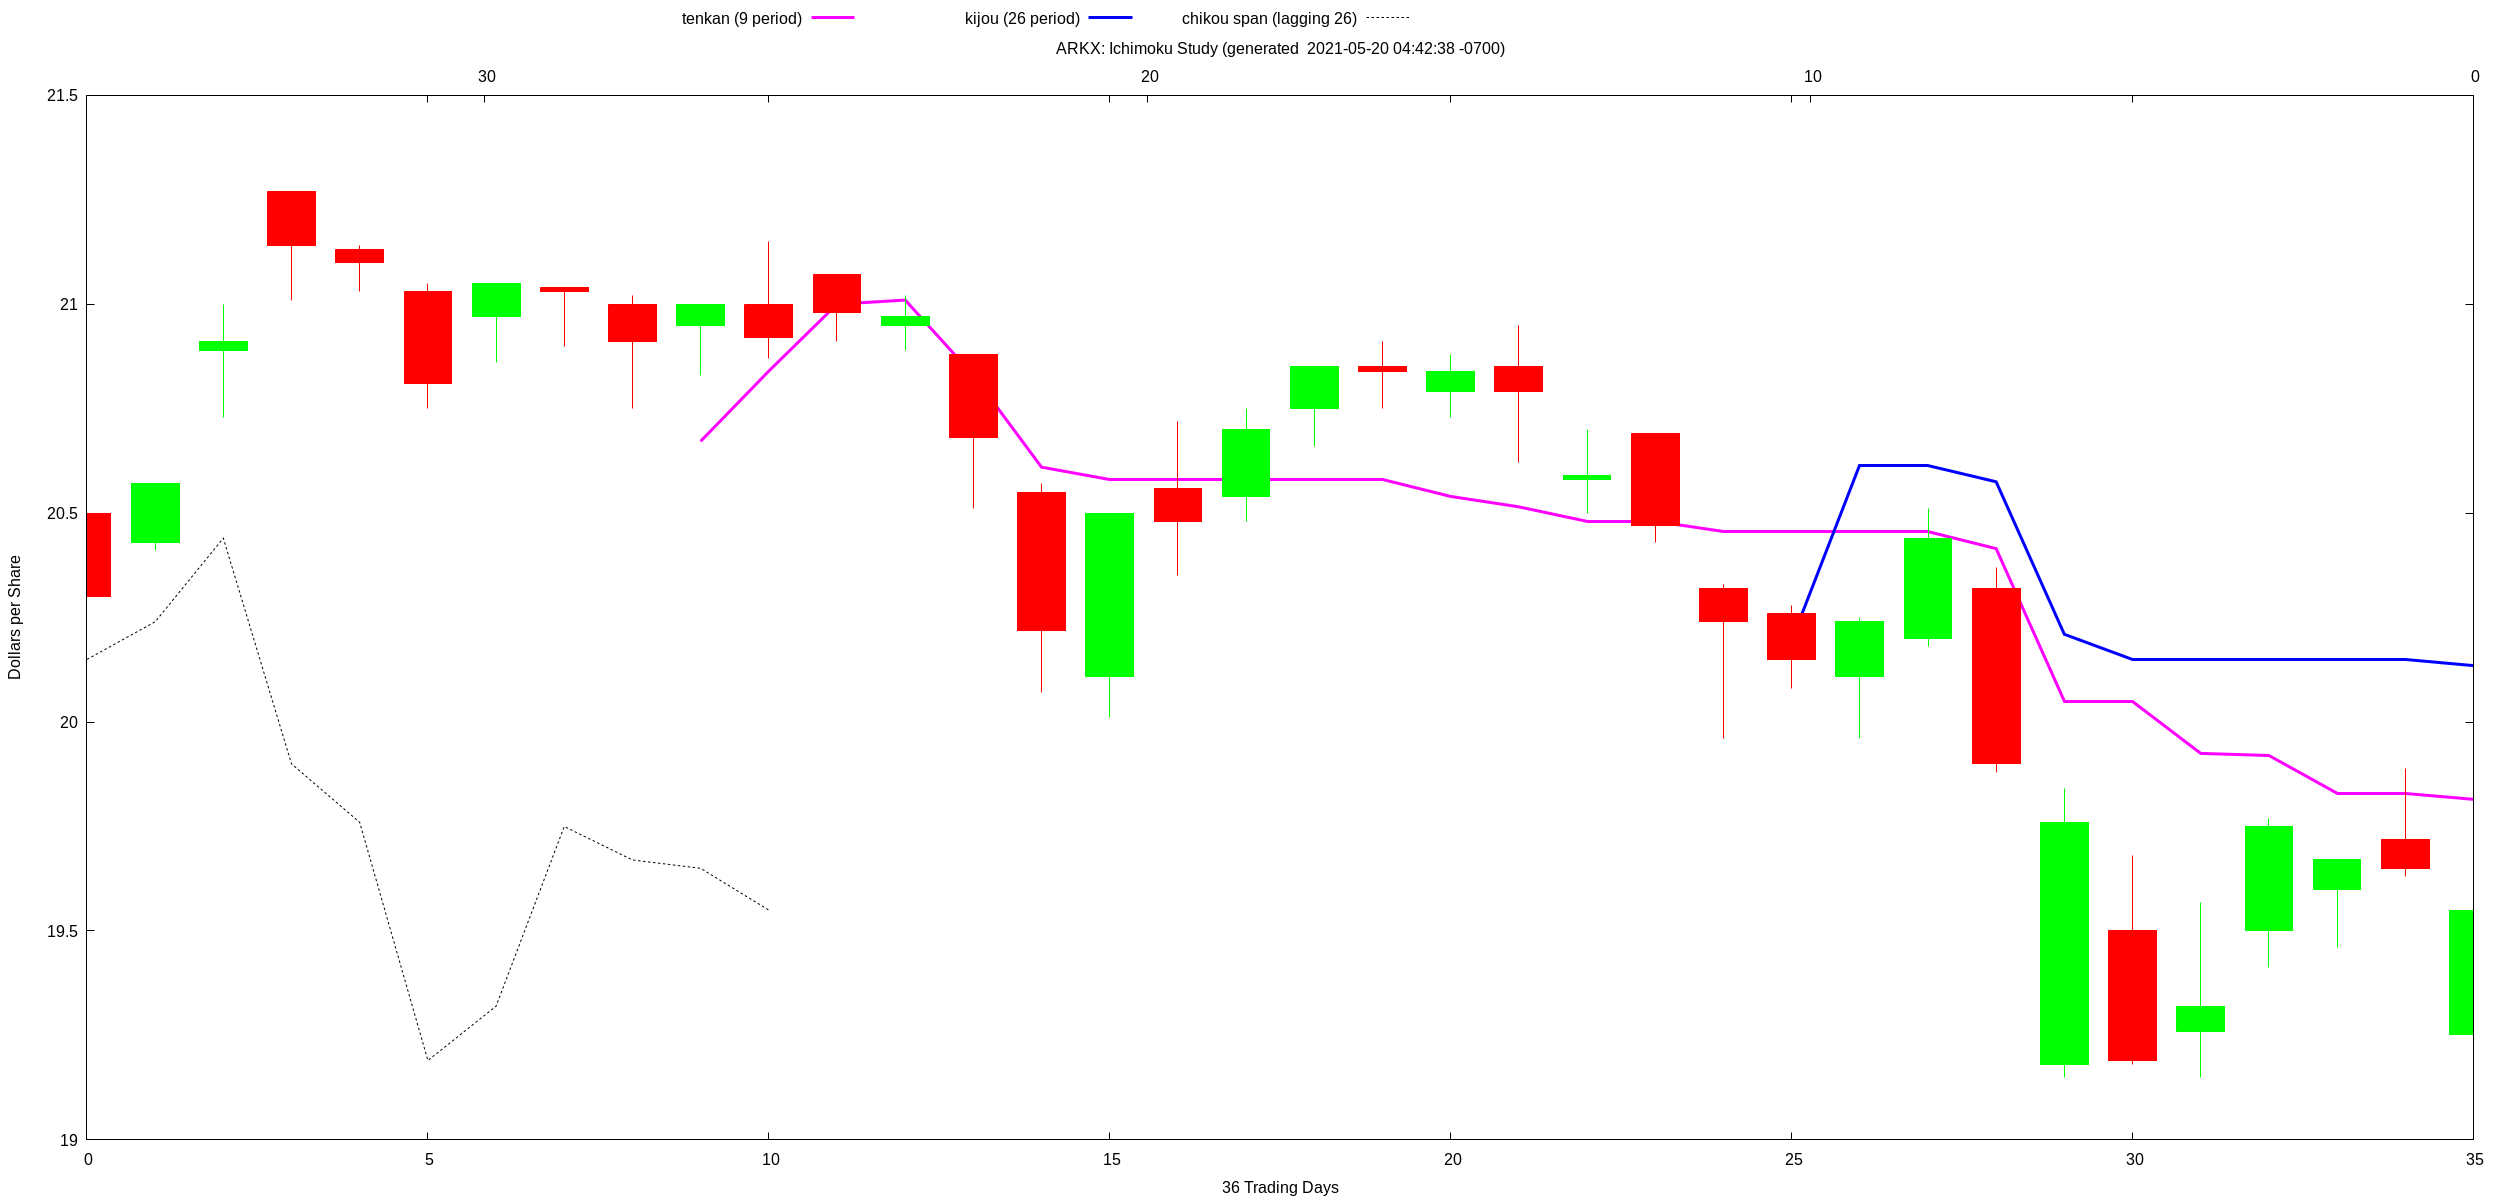 tenkan (9 period) kijou (26 period) chikou span (lagging 26)
ARKX: Ichimoku Study (generated  2021-05-20 04:42:38 -0700)
30 20 10 0
21.5
21
20.5
20
19.5
19
Dollars per Share
0 5 10 15 20 25 30 35
36 Trading Days